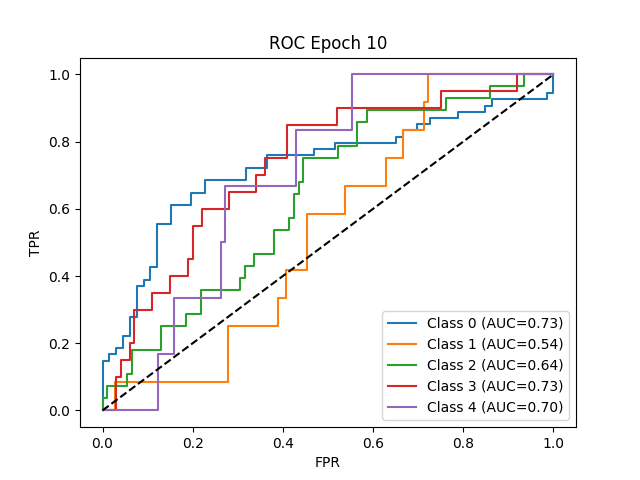 ROC Epoch 10
1.0
0.8
0.6
0.4
0.2
0.0
TPR
0.0 0.2 0.4 0.6 0.8 1.0
FPR
Class 0 (AUC=0.73)
Class 1 (AUC=0.54)
Class 2 (AUC=0.64)
Class 3 (AUC=0.73)
Class 4 (AUC=0.70)